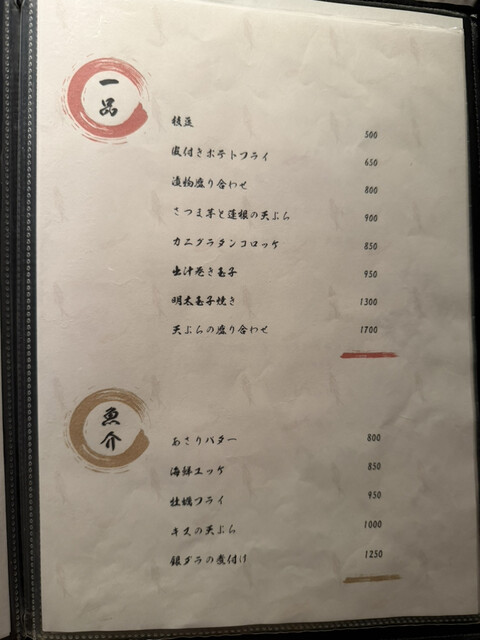 一品
枝豆 500
皮付きポテトフライ 650
漬物盛り合わせ 800
さつま芋と蓮根の天ぷら 900
カニグラタンコロッケ 850
出汁巻き玉子 950
明太玉子焼き 1300
天ぷらの盛り合わせ 1700
魚介
あさりバター 800
海鮮ユッケ 850
牡蠣フライ 950
キスの天ぷら 1000
銀ダラの煮付け 1250